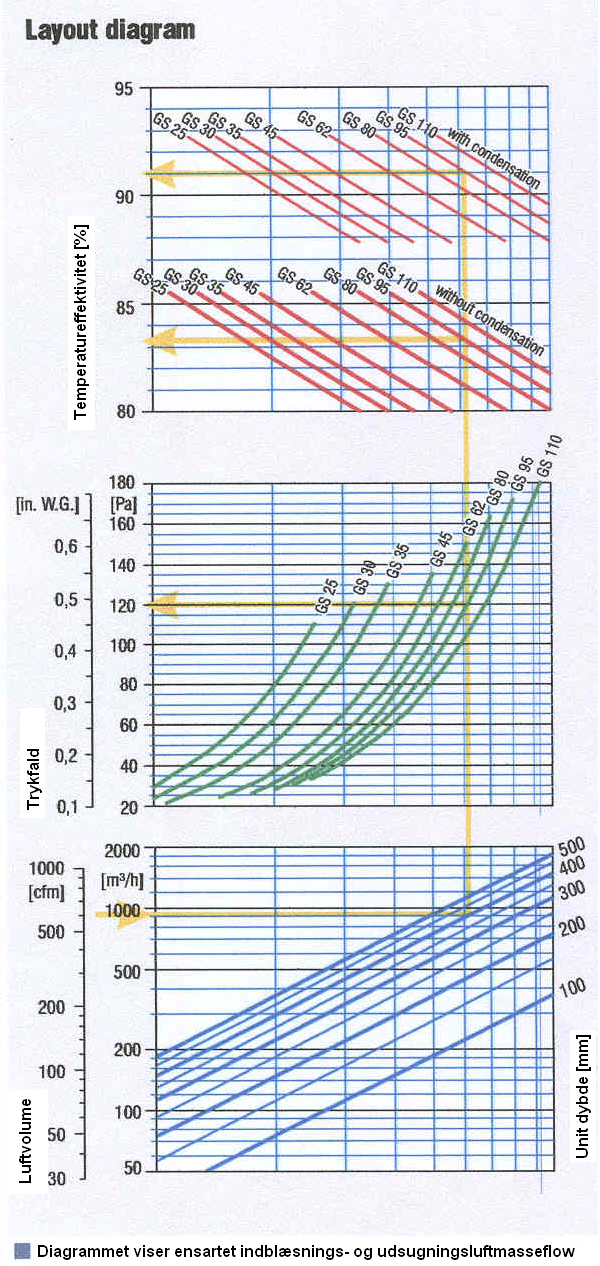 Layout diagram
95
90
85
80
Temperatureffektivitet [%]
GS 25
GS 30
GS 35
GS 45
GS 62
GS 80
GS 95
GS 110
with condensation
GS 25
GS 30
GS 35
GS 45
GS 62
GS 80
GS 95
GS 110
without condensation
[in. W.G.]
0,6
0,5
0,4
0,3
0,2
0,1
Trykfald
180
[Pa]
160
140
120
100
80
60
40
20
GS 25
GS 30
GS 35
GS 45
GS 62
GS 80
GS 95
GS 110
1000
[cfm]
500
200
100
50
30
Luftvolume
2000
[m³/h]
1000
500
200
100
50
500
400
300
200
100
Unit dybde [mm]
Diagrammet viser ensartet indblæsnings- og udsugningsluftmasseflow